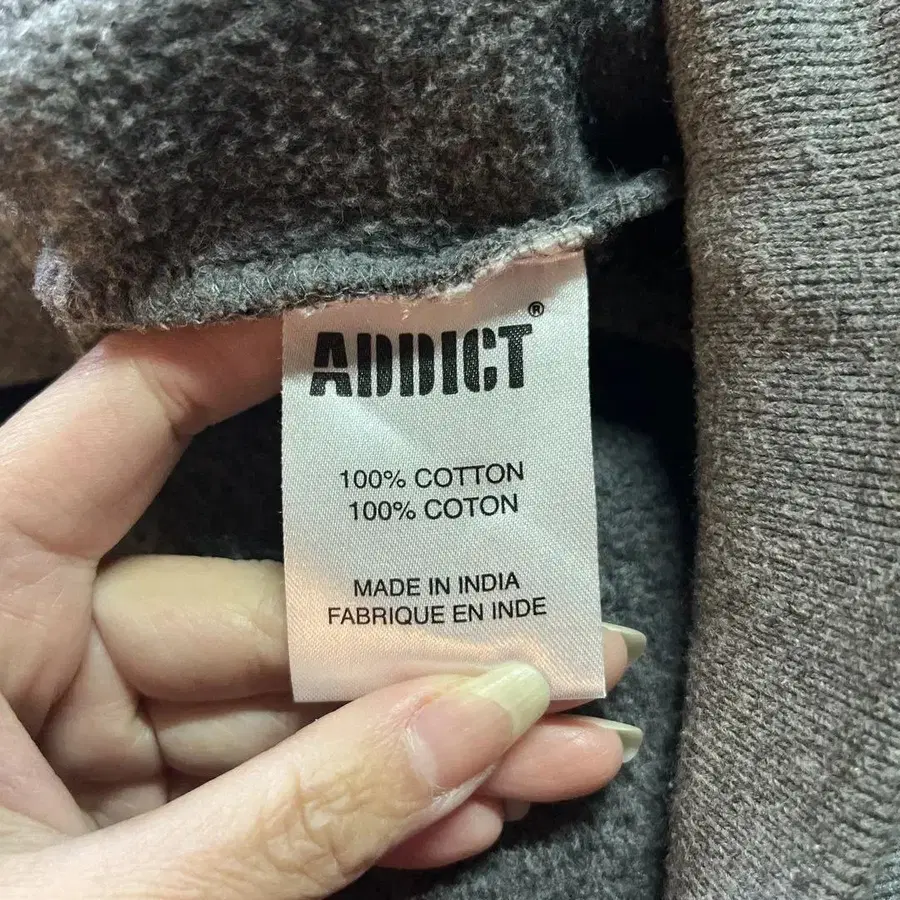 ADDICT®
100% COTTON
100% COTON
MADE IN INDIA
FABRIQUE EN INDE